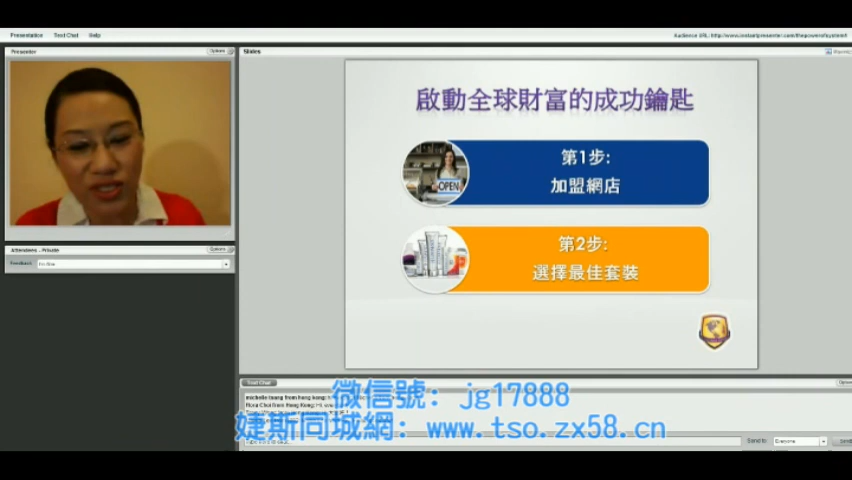 Presentation Text Chat Help
Presenter
Options
Slides
啟動全球財富的成功鑰匙
OPEN
第1步:
加盟網店
第2步:
選擇最佳套裝
Attendees - Private
Options
Feedback
Text Chat
微信號: jg17888
婕斯同城網: www.tso.zx58.cn
Send to
Everyone